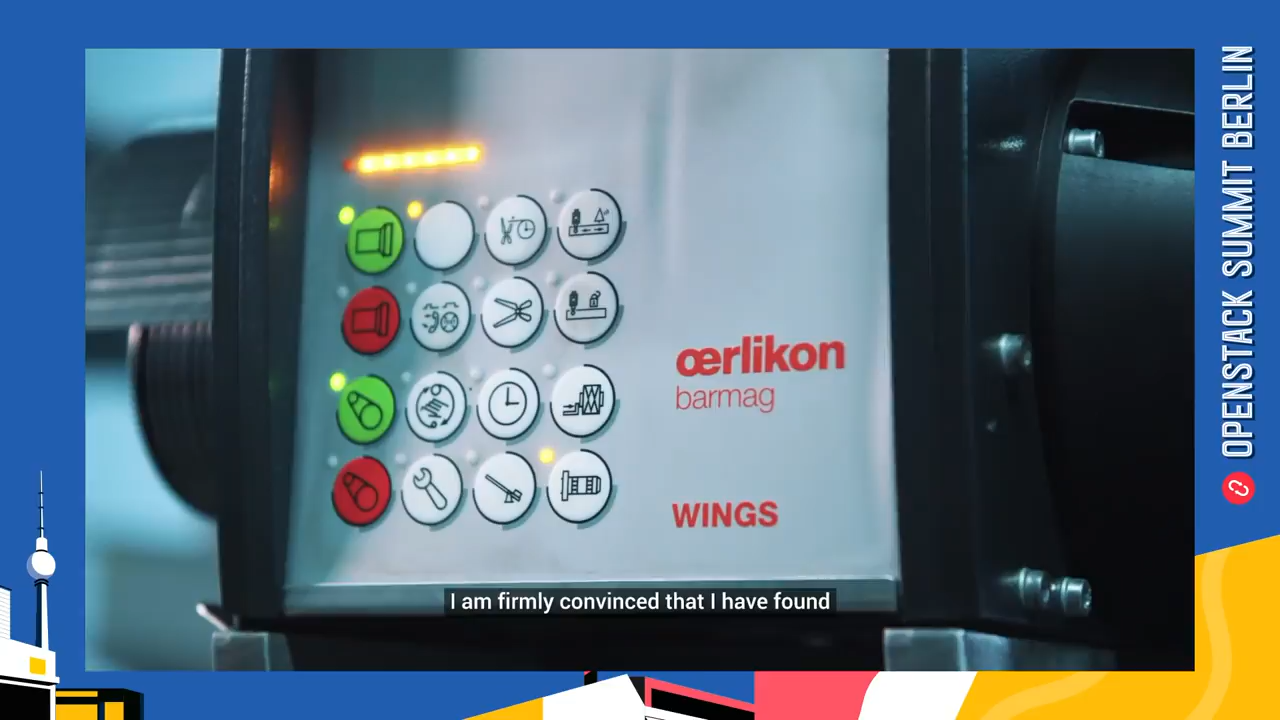 œrlikon
barmag
WINGS
I am firmly convinced that I have found
OPENSTACK SUMMIT BERLIN